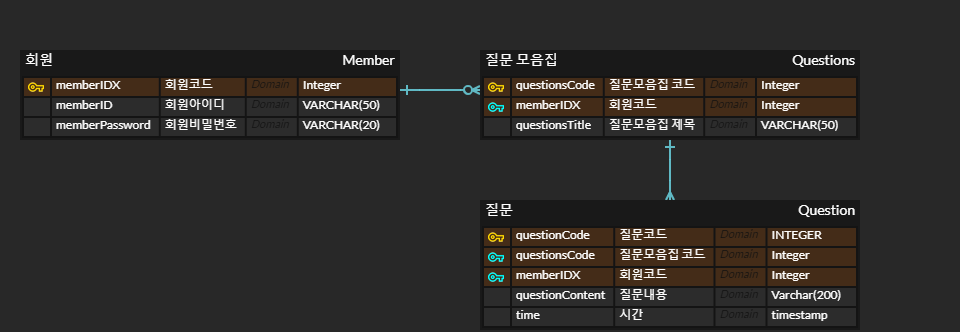 회원 Member
memberIDX 회원코드 Domain Integer
memberID 회원아이디 Domain VARCHAR(50)
memberPassword 회원비밀번호 Domain VARCHAR(20)
질문 모음집 Questions
questionsCode 질문모음집 코드 Domain Integer
memberIDX 회원코드 Domain Integer
questionsTitle 질문모음집 제목 Domain VARCHAR(50)
질문 Question
questionCode 질문코드 Domain INTEGER
questionsCode 질문모음집 코드 Domain Integer
memberIDX 회원코드 Domain Integer
questionContent 질문내용 Domain Varchar(200)
time 시간 Domain timestamp